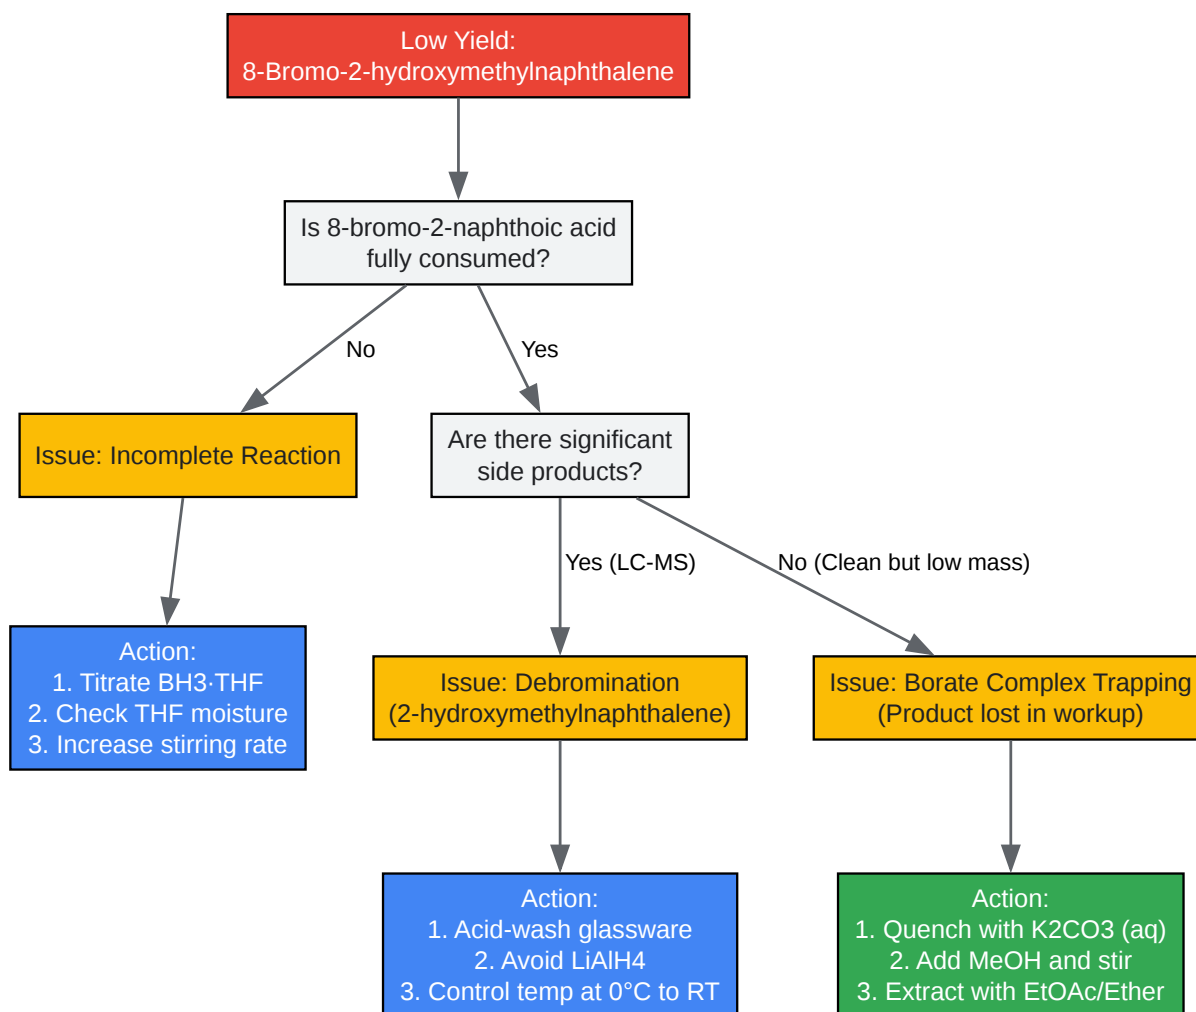 Low Yield:
8-Bromo-2-hydroxymethylnaphthalene
Is 8-bromo-2-naphthoic acid
fully consumed?
No
Yes
Issue: Incomplete Reaction
Are there significant
side products?
Action:
1. Titrate BH3·THF
2. Check THF moisture
3. Increase stirring rate
Yes (LC-MS)
No (Clean but low mass)
Issue: Debromination
(2-hydroxymethylnaphthalene)
Issue: Borate Complex Trapping
(Product lost in workup)
Action:
1. Acid-wash glassware
2. Avoid LiAlH4
3. Control temp at 0°C to RT
Action:
1. Quench with K2CO3 (aq)
2. Add MeOH and stir
3. Extract with EtOAc/Ether